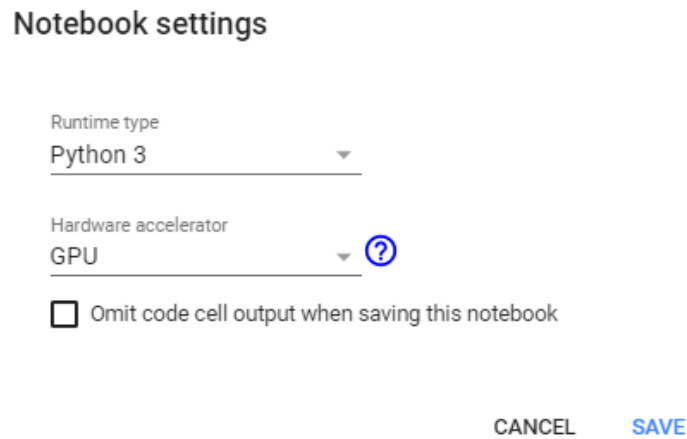 Notebook settings
Runtime type
Python 3
Hardware accelerator
GPU
?
Omit code cell output when saving this notebook
CANCEL SAVE